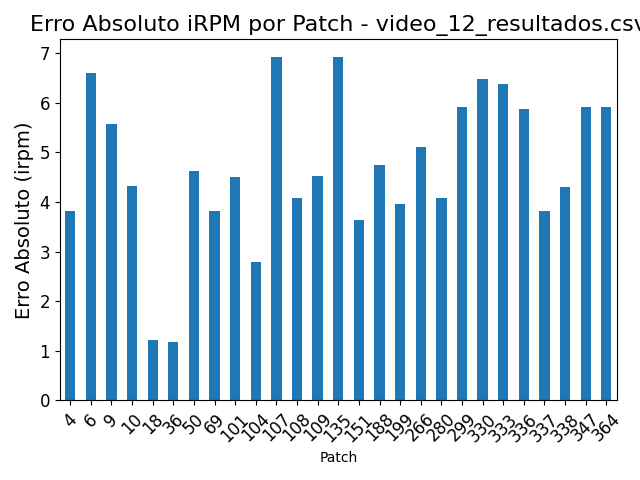 Erro Absoluto iRPM por Patch - video_12_resultados.csv
7
6
5
4
3
2
1
0
Erro Absoluto (irpm)
4 6 9 10 18 36 50 69 101 104 107 108 109 135 151 188 199 266 280 299 330 333 336 337 338 347 364
Patch